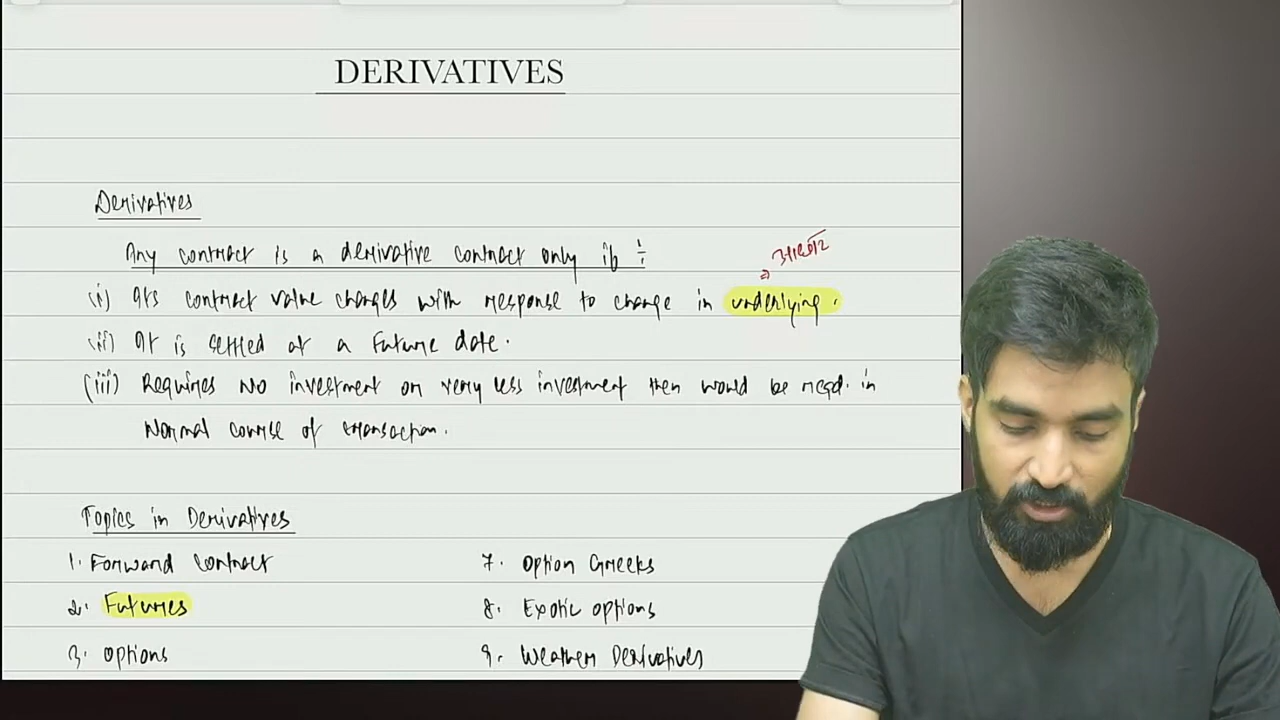 DERIVATIVES
Derivatives
Any contract is a derivative contract only if :-
⇒ आधार
(i) Its contract value changes with response to change in underlying.
(ii) It is settled at a Future date.
(iii) Requires No investment or very less investment then would be reqd. in
Normal course of transaction.
Topics in Derivatives
1. Forward Contract
2. Futures
3. Options
7. Option Greeks
8. Exotic options
9. Weather Derivatives